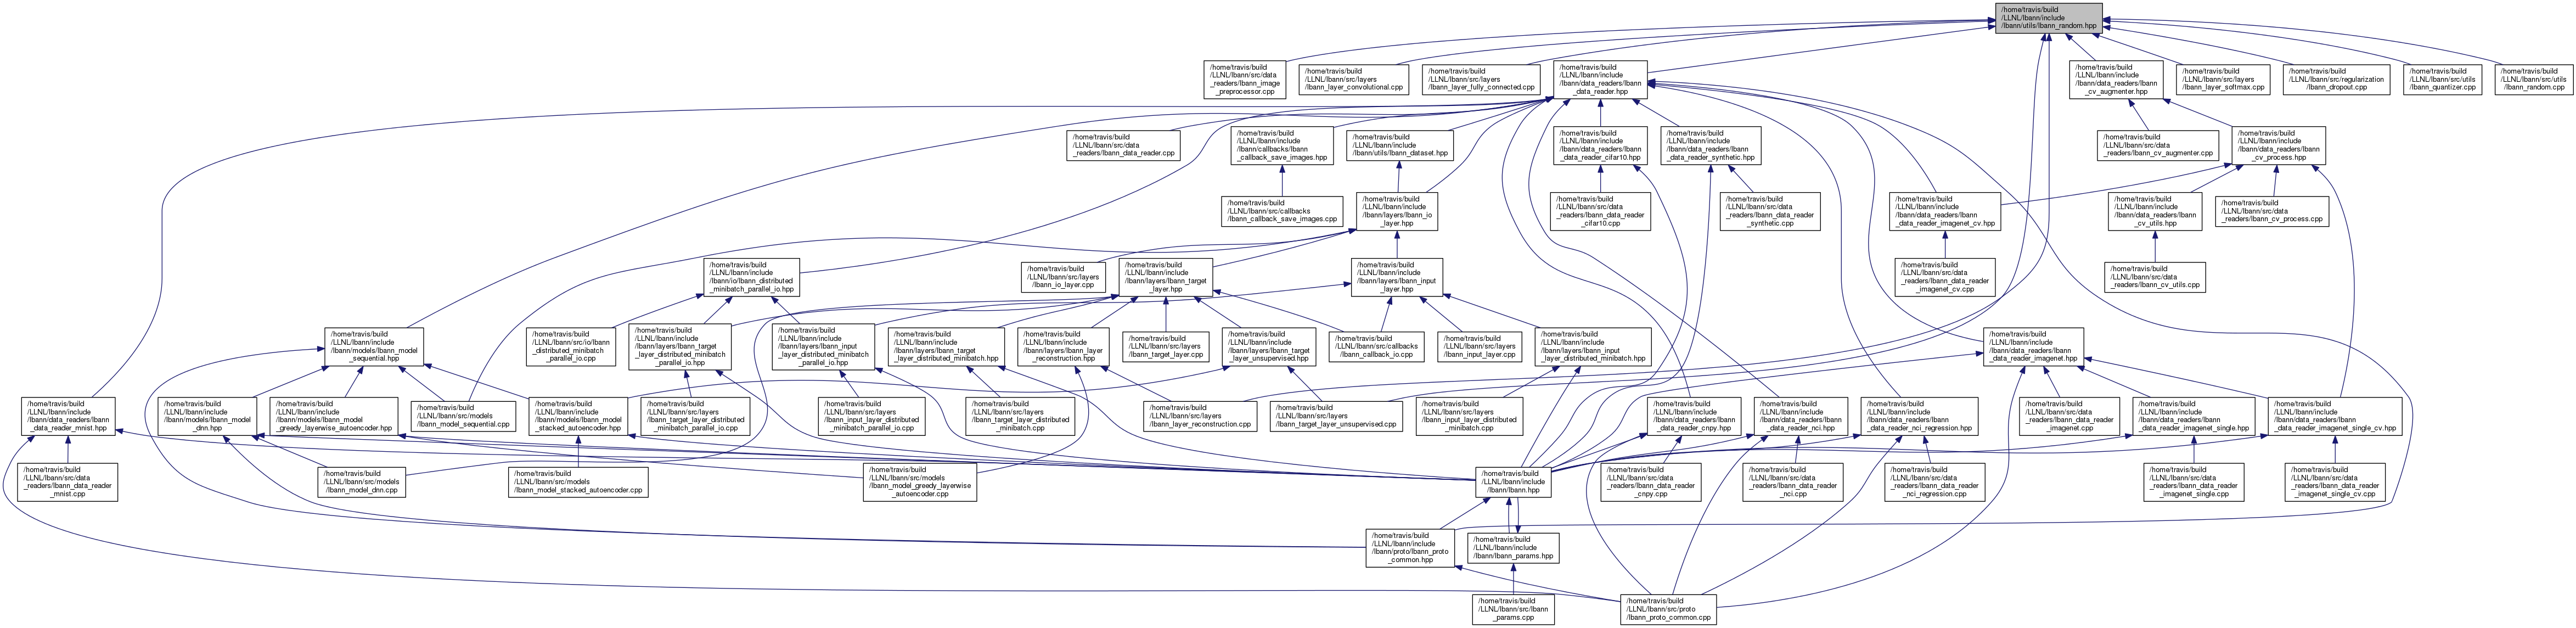 /home/travis/build
/LLNL/lbann/include
/lbann/utils/lbann_random.hpp
/home/travis/build
/LLNL/lbann/src/data
_readers/lbann_image
_preprocessor.cpp
/home/travis/build
/LLNL/lbann/src/layers
/lbann_layer_convolutional.cpp
/home/travis/build
/LLNL/lbann/src/layers
/lbann_layer_fully_connected.cpp
/home/travis/build
/LLNL/lbann/include
/lbann/data_readers/lbann
_data_reader.hpp
/home/travis/build
/LLNL/lbann/include
/lbann/data_readers/lbann
_cv_augmenter.hpp
/home/travis/build
/LLNL/lbann/src/layers
/lbann_layer_softmax.cpp
/home/travis/build
/LLNL/lbann/src/regularization
/lbann_dropout.cpp
/home/travis/build
/LLNL/lbann/src/utils
/lbann_quantizer.cpp
/home/travis/build
/LLNL/lbann/src/utils
/lbann_random.cpp
/home/travis/build
/LLNL/lbann/src/data
_readers/lbann_data_reader.cpp
/home/travis/build
/LLNL/lbann/include
/lbann/callbacks/lbann
_callback_save_images.hpp
/home/travis/build
/LLNL/lbann/include
/lbann/utils/lbann_dataset.hpp
/home/travis/build
/LLNL/lbann/include
/lbann/data_readers/lbann
_data_reader_cifar10.hpp
/home/travis/build
/LLNL/lbann/include
/lbann/data_readers/lbann
_data_reader_synthetic.hpp
/home/travis/build
/LLNL/lbann/src/data
_readers/lbann_cv_augmenter.cpp
/home/travis/build
/LLNL/lbann/include
/lbann/data_readers/lbann
_cv_process.hpp
/home/travis/build
/LLNL/lbann/src/callbacks
/lbann_callback_save_images.cpp
/home/travis/build
/LLNL/lbann/include
/lbann/layers/lbann_io
_layer.hpp
/home/travis/build
/LLNL/lbann/src/data
_readers/lbann_data_reader
_cifar10.cpp
/home/travis/build
/LLNL/lbann/src/data
_readers/lbann_data_reader
_synthetic.cpp
/home/travis/build
/LLNL/lbann/include
/lbann/data_readers/lbann
_data_reader_imagenet_cv.hpp
/home/travis/build
/LLNL/lbann/include
/lbann/data_readers/lbann
_cv_utils.hpp
/home/travis/build
/LLNL/lbann/src/data
_readers/lbann_cv_process.cpp
/home/travis/build
/LLNL/lbann/include
/lbann/io/lbann_distributed
_minibatch_parallel_io.hpp
/home/travis/build
/LLNL/lbann/src/layers
/lbann_io_layer.cpp
/home/travis/build
/LLNL/lbann/include
/lbann/layers/lbann_target
_layer.hpp
/home/travis/build
/LLNL/lbann/include
/lbann/layers/lbann_input
_layer.hpp
/home/travis/build
/LLNL/lbann/src/data
_readers/lbann_data_reader
_imagenet_cv.cpp
/home/travis/build
/LLNL/lbann/src/data
_readers/lbann_cv_utils.cpp
/home/travis/build
/LLNL/lbann/include
/lbann/models/lbann_model
_sequential.hpp
/home/travis/build
/LLNL/lbann/src/io/lbann
_distributed_minibatch
_parallel_io.cpp
/home/travis/build
/LLNL/lbann/include
/lbann/layers/lbann_target
_layer_distributed_minibatch
_parallel_io.hpp
/home/travis/build
/LLNL/lbann/include
/lbann/layers/lbann_input
_layer_distributed_minibatch
_parallel_io.hpp
/home/travis/build
/LLNL/lbann/include
/lbann/layers/lbann_target
_layer_distributed_minibatch.hpp
/home/travis/build
/LLNL/lbann/include
/lbann/layers/lbann_layer
_reconstruction.hpp
/home/travis/build
/LLNL/lbann/src/layers
/lbann_target_layer.cpp
/home/travis/build
/LLNL/lbann/include
/lbann/layers/lbann_target
_layer_unsupervised.hpp
/home/travis/build
/LLNL/lbann/src/callbacks
/lbann_callback_io.cpp
/home/travis/build
/LLNL/lbann/src/layers
/lbann_input_layer.cpp
/home/travis/build
/LLNL/lbann/include
/lbann/layers/lbann_input
_layer_distributed_minibatch.hpp
/home/travis/build
/LLNL/lbann/include
/lbann/data_readers/lbann
_data_reader_imagenet.hpp
/home/travis/build
/LLNL/lbann/include
/lbann/data_readers/lbann
_data_reader_mnist.hpp
/home/travis/build
/LLNL/lbann/include
/lbann/models/lbann_model
_dnn.hpp
/home/travis/build
/LLNL/lbann/include
/lbann/models/lbann_model
_greedy_layerwise_autoencoder.hpp
/home/travis/build
/LLNL/lbann/src/models
/lbann_model_sequential.cpp
/home/travis/build
/LLNL/lbann/include
/lbann/models/lbann_model
_stacked_autoencoder.hpp
/home/travis/build
/LLNL/lbann/src/layers
/lbann_target_layer_distributed
_minibatch_parallel_io.cpp
/home/travis/build
/LLNL/lbann/src/layers
/lbann_input_layer_distributed
_minibatch_parallel_io.cpp
/home/travis/build
/LLNL/lbann/src/layers
/lbann_target_layer_distributed
_minibatch.cpp
/home/travis/build
/LLNL/lbann/src/layers
/lbann_layer_reconstruction.cpp
/home/travis/build
/LLNL/lbann/src/layers
/lbann_target_layer_unsupervised.cpp
/home/travis/build
/LLNL/lbann/src/layers
/lbann_input_layer_distributed
_minibatch.cpp
/home/travis/build
/LLNL/lbann/include
/lbann/data_readers/lbann
_data_reader_cnpy.hpp
/home/travis/build
/LLNL/lbann/include
/lbann/data_readers/lbann
_data_reader_nci.hpp
/home/travis/build
/LLNL/lbann/include
/lbann/data_readers/lbann
_data_reader_nci_regression.hpp
/home/travis/build
/LLNL/lbann/src/data
_readers/lbann_data_reader
_imagenet.cpp
/home/travis/build
/LLNL/lbann/include
/lbann/data_readers/lbann
_data_reader_imagenet_single.hpp
/home/travis/build
/LLNL/lbann/include
/lbann/data_readers/lbann
_data_reader_imagenet_single_cv.hpp
/home/travis/build
/LLNL/lbann/src/data
_readers/lbann_data_reader
_mnist.cpp
/home/travis/build
/LLNL/lbann/src/models
/lbann_model_dnn.cpp
/home/travis/build
/LLNL/lbann/src/models
/lbann_model_stacked_autoencoder.cpp
/home/travis/build
/LLNL/lbann/src/models
/lbann_model_greedy_layerwise
_autoencoder.cpp
/home/travis/build
/LLNL/lbann/include
/lbann/lbann.hpp
/home/travis/build
/LLNL/lbann/src/data
_readers/lbann_data_reader
_cnpy.cpp
/home/travis/build
/LLNL/lbann/src/data
_readers/lbann_data_reader
_nci.cpp
/home/travis/build
/LLNL/lbann/src/data
_readers/lbann_data_reader
_nci_regression.cpp
/home/travis/build
/LLNL/lbann/src/data
_readers/lbann_data_reader
_imagenet_single.cpp
/home/travis/build
/LLNL/lbann/src/data
_readers/lbann_data_reader
_imagenet_single_cv.cpp
/home/travis/build
/LLNL/lbann/include
/lbann/proto/lbann_proto
_common.hpp
/home/travis/build
/LLNL/lbann/include
/lbann/lbann_params.hpp
/home/travis/build
/LLNL/lbann/src/lbann
_params.cpp
/home/travis/build
/LLNL/lbann/src/proto
/lbann_proto_common.cpp